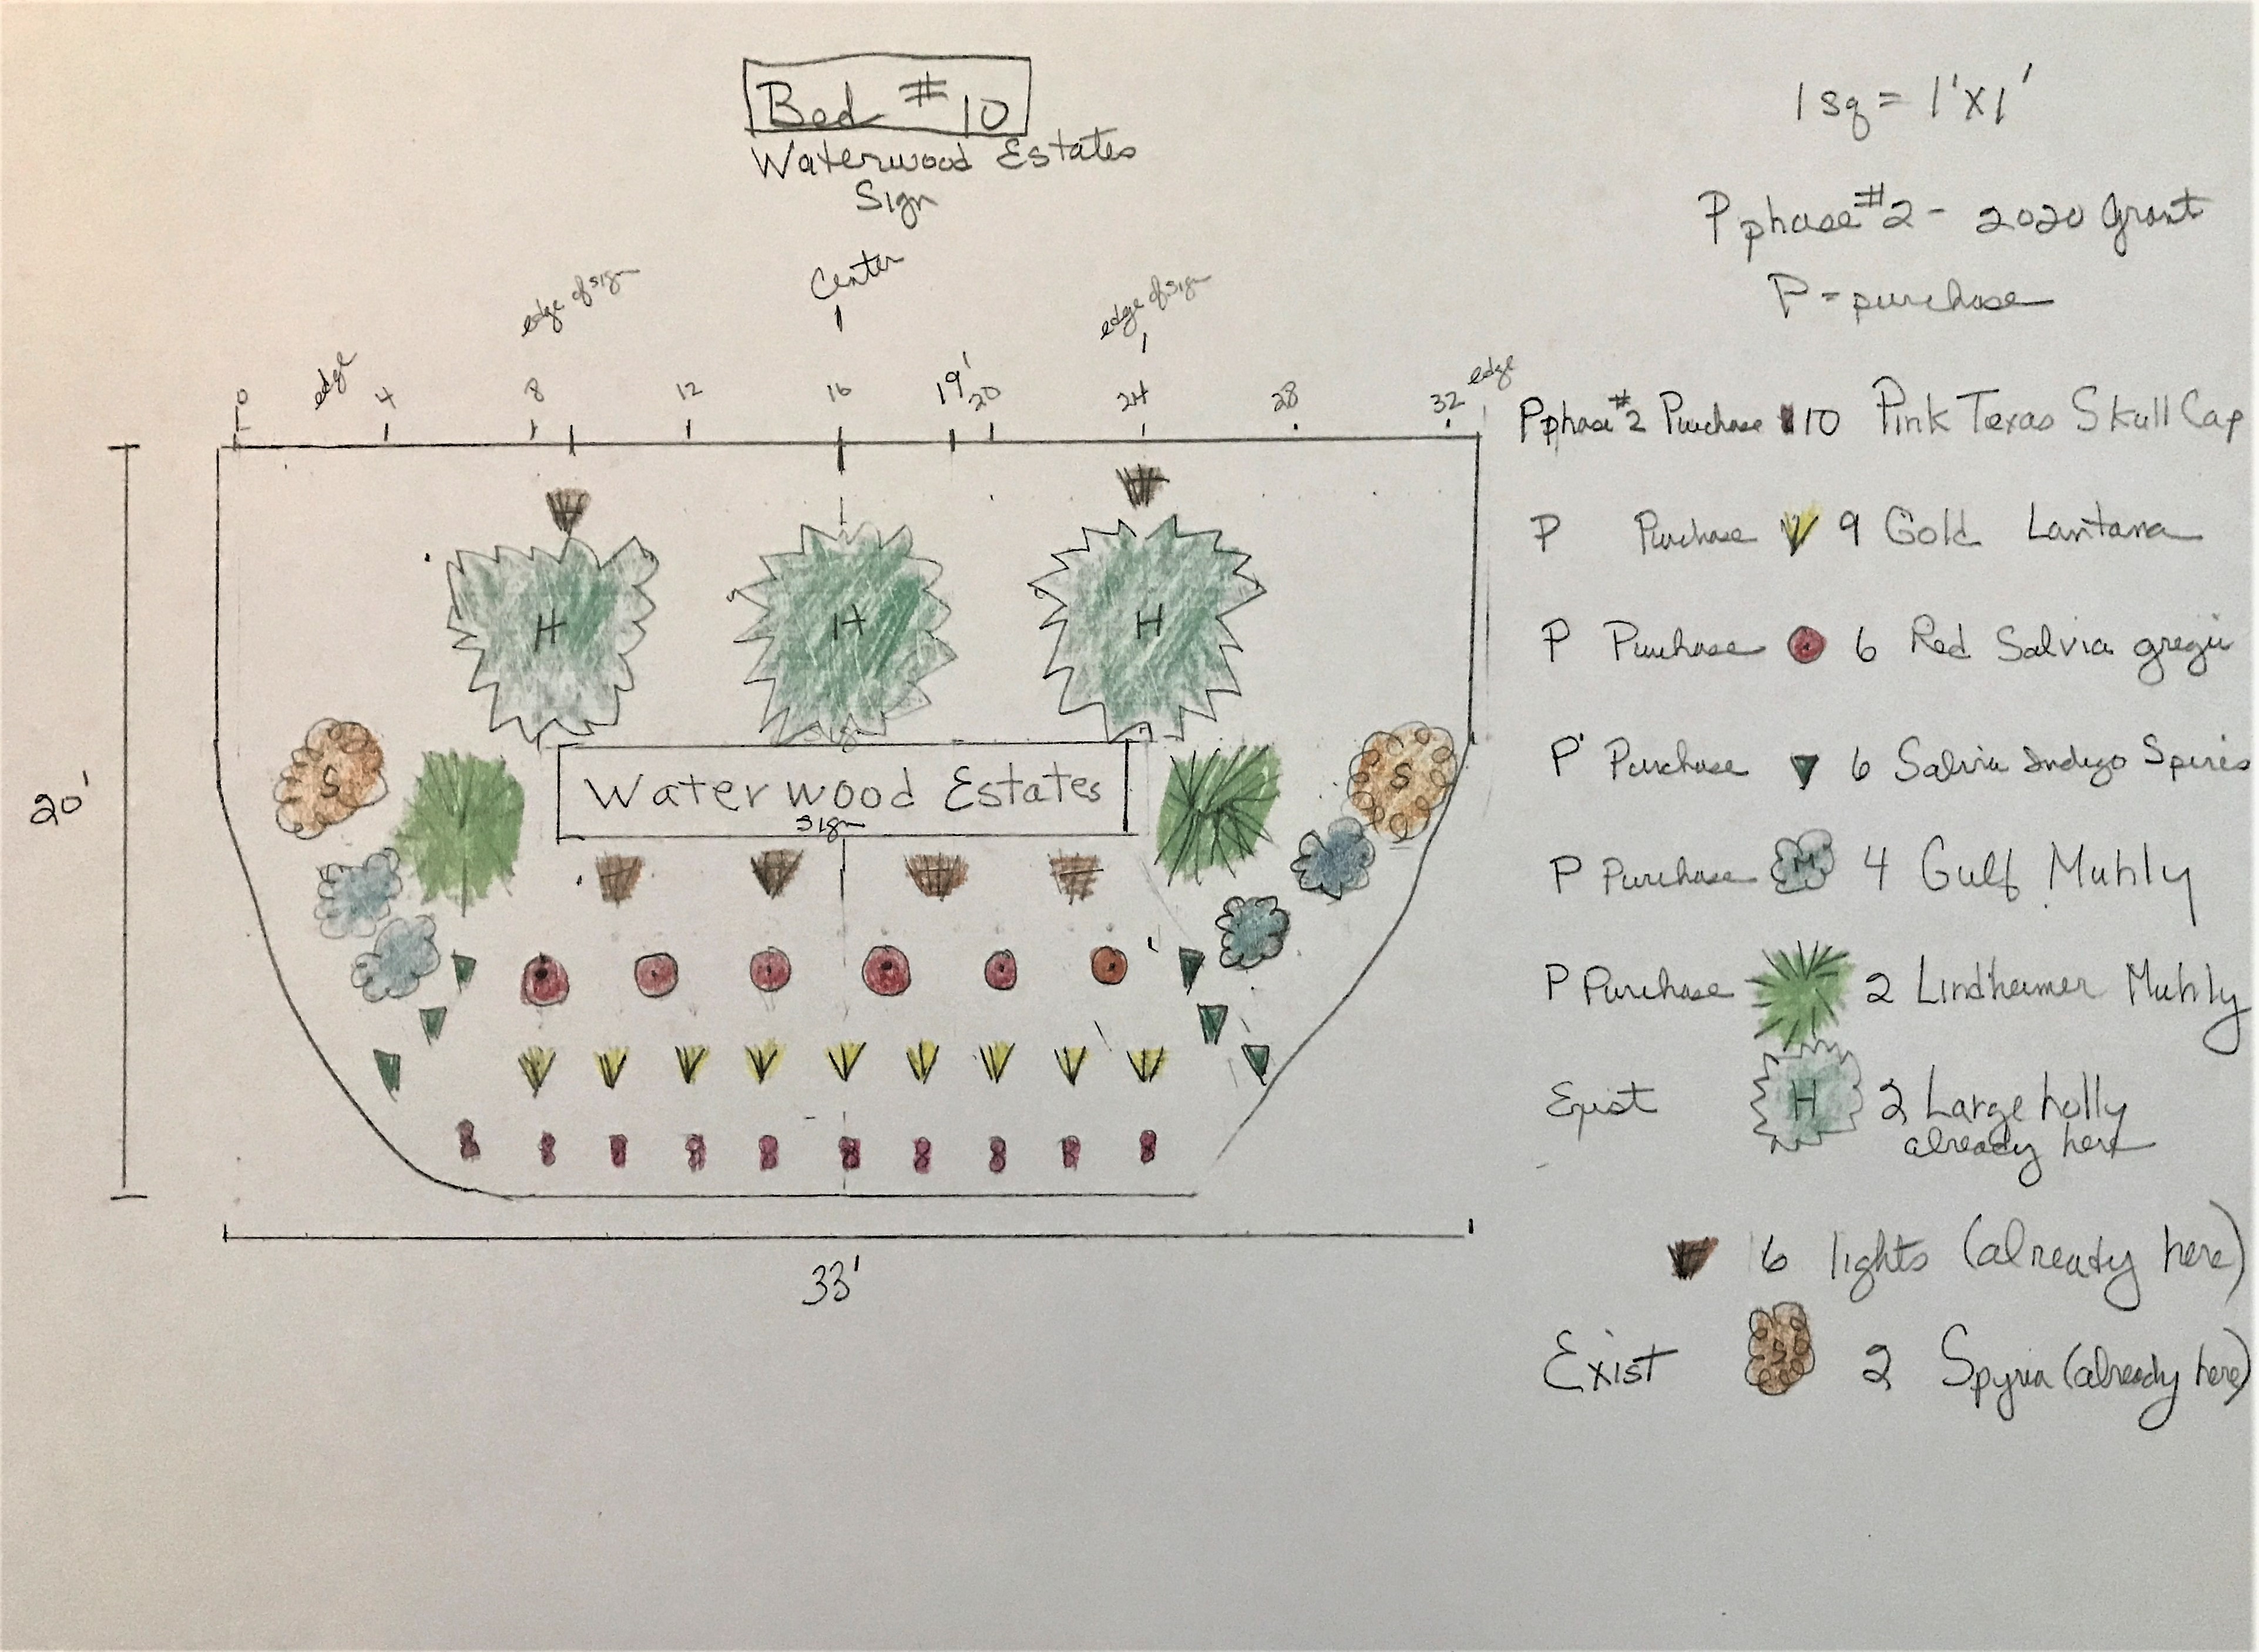 Bed #10
Waterwood Estates
Sign
1 sq = 1'x1'
P phase #2 - 2020 Grant
P - purchase
edge of sign
Center
edge of sign
edge
0 4 8 12 16 19' 20 24 28 32
edge
H H H
S
S
sign
Waterwood Estates
sign
20'
33'
P phase #2 Purchase 10 Pink Texas Skull Cap
P Purchase 9 Gold Lantana
P Purchase 6 Red Salvia gregii
P Purchase 6 Salvia Indigo Spires
P Purchase M 4 Gulf Muhly
P Purchase 2 Lindheimer Muhly
Exist H 2 Large holly
already here
6 lights (already here)
Exist S 2 Spyria (already here)